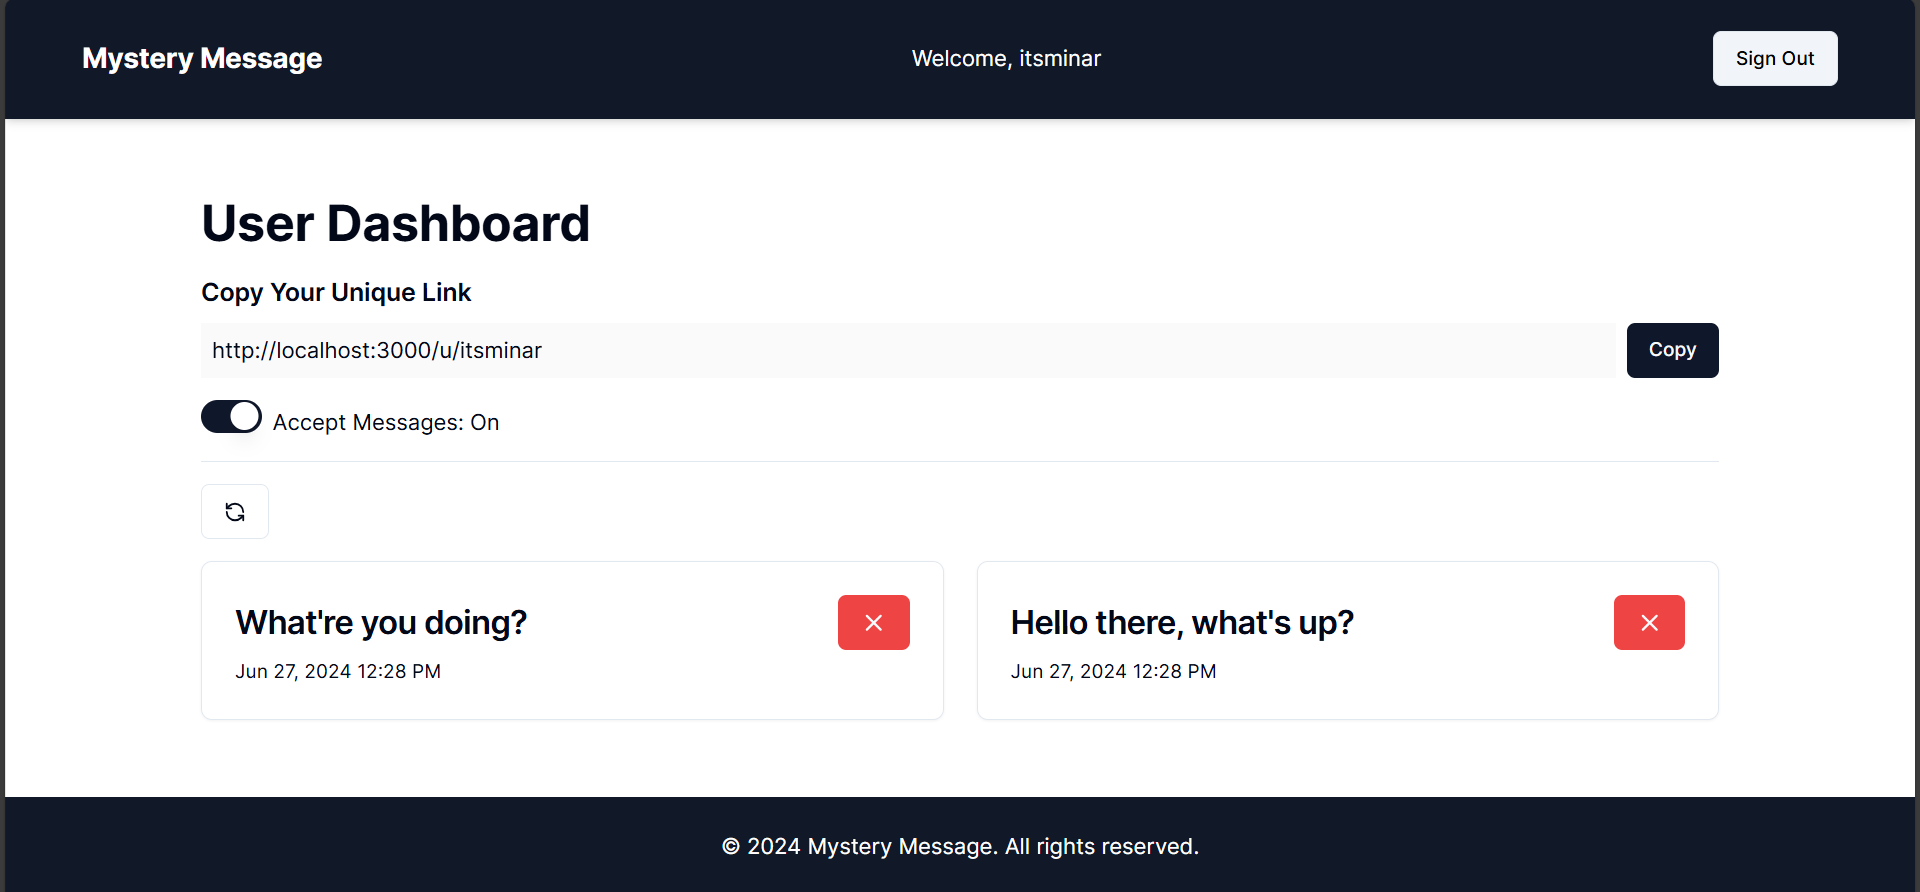 Mystery Message
Welcome, itsminar
Sign Out
User Dashboard
Copy Your Unique Link
http://localhost:3000/u/itsminar
Copy
Accept Messages: On
What're you doing?
Jun 27, 2024 12:28 PM
Hello there, what's up?
Jun 27, 2024 12:28 PM
© 2024 Mystery Message. All rights reserved.